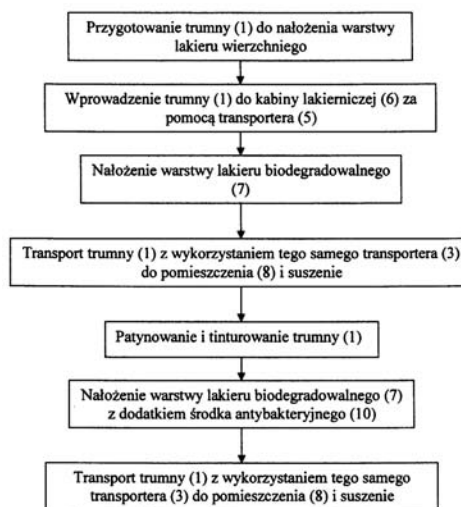 Przygotowanie trumny (1) do nałożenia warstwy
lakieru wierzchniego
Wprowadzenie trumny (1) do kabiny lakierniczej (6) za
pomocą transportera (5)
Nałożenie warstwy lakieru biodegradowalnego
(7)
Transport trumny (1) z wykorzystaniem tego samego transportera (3)
do pomieszczenia (8) i suszenie
Patynowanie i tinturowanie trumny (1)
Nałożenie warstwy lakieru biodegradowalnego (7)
z dodatkiem środka antybakteryjnego (10)
Transport trumny (1) z wykorzystaniem tego samego
transportera (3) do pomieszczenia (8) i suszenie